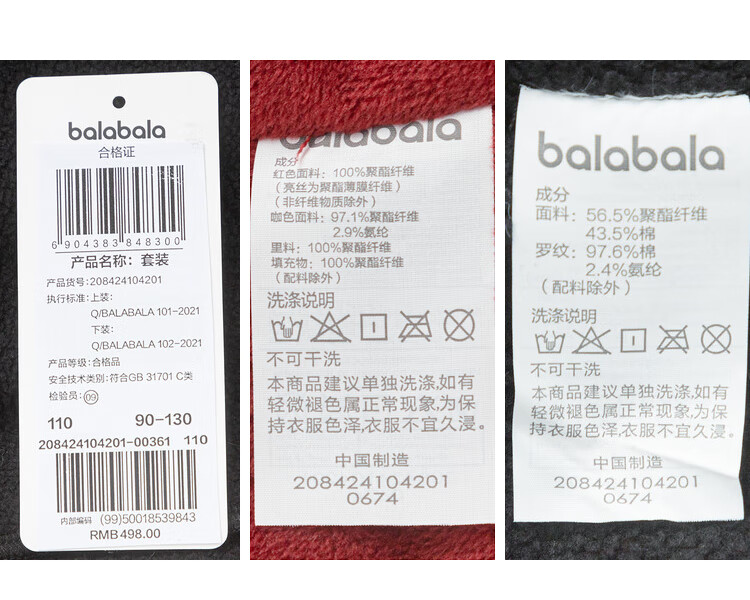 balabala
合格证
6 904383 848300
产品名称：套装
产品货号:208424104201
执行标准:上装:
Q/BALABALA 101-2021
下装:
Q/BALABALA 102-2021
产品等级:合格品
安全技术类别:符合GB 31701 C类
检验员:09
110 90-130
208424104201-00361 110
内部编码 (99)50018539843
RMB498.00
balabala
成分
红色面料：100%聚酯纤维
（亮丝为聚酯薄膜纤维）
（非纤维物质除外）
咖色面料：97.1%聚酯纤维
2.9%氨纶
里料：100%聚酯纤维
填充物：100%聚酯纤维
（配料除外）
洗涤说明
不可干洗
本商品建议单独洗涤,如有
轻微褪色属正常现象,为保
持衣服色泽,衣服不宜久浸。
中国制造
208424104201
0674
balabala
成分
面料：56.5%聚酯纤维
43.5%棉
罗纹：97.6%棉
2.4%氨纶
（配料除外）
洗涤说明
不可干洗
本商品建议单独洗涤,如有
轻微褪色属正常现象,为保
持衣服色泽,衣服不宜久浸。
中国制造
208424104201
0674